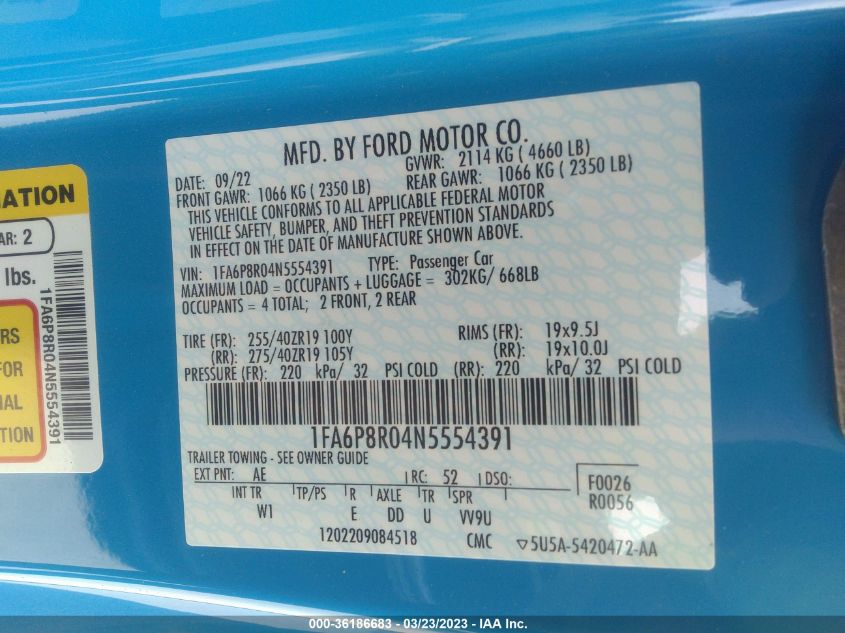 MFD. BY FORD MOTOR CO.
DATE: 09/22 GVWR: 2114 KG ( 4660 LB)
FRONT GAWR: 1066 KG ( 2350 LB) REAR GAWR: 1066 KG ( 2350 LB)
THIS VEHICLE CONFORMS TO ALL APPLICABLE FEDERAL MOTOR
VEHICLE SAFETY, BUMPER, AND THEFT PREVENTION STANDARDS
IN EFFECT ON THE DATE OF MANUFACTURE SHOWN ABOVE.
VIN: 1FA6P8R04N5554391 TYPE: Passenger Car
MAXIMUM LOAD = OCCUPANTS + LUGGAGE = 302KG/ 668LB
OCCUPANTS = 4 TOTAL; 2 FRONT, 2 REAR
TIRE (FR): 255/40ZR19 100Y RIMS (FR): 19x9.5J
(RR): 275/40ZR19 105Y (RR): 19x10.0J
PRESSURE (FR): 220 kPa/ 32 PSI COLD (RR): 220 kPa/ 32 PSI COLD
1FA6P8R04N5554391
TRAILER TOWING - SEE OWNER GUIDE
EXT PNT: AE RC: 52 DSO: F0026
INT TR TP/PS R AXLE TR SPR R0056
W1 E DD U VV9U
1202209084518 CMC ▽5U5A-5420472-AA
MATION
AR: 2
lbs.
RS
FOR
IAL
TION
1FA6P8R04N5554391
000-36186683 - 03/23/2023 - IAA Inc.